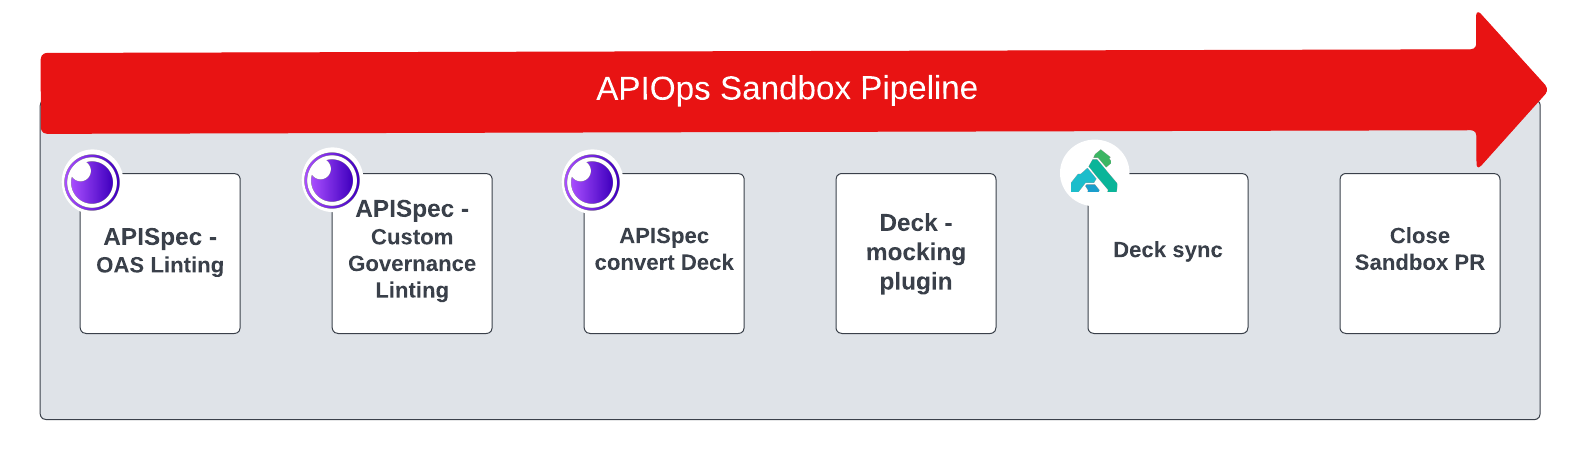 APIOps Sandbox Pipeline
APISpec -
OAS Linting
APISpec -
Custom
Governance
Linting
APISpec
convert Deck
Deck -
mocking
plugin
Deck sync
Close
Sandbox PR